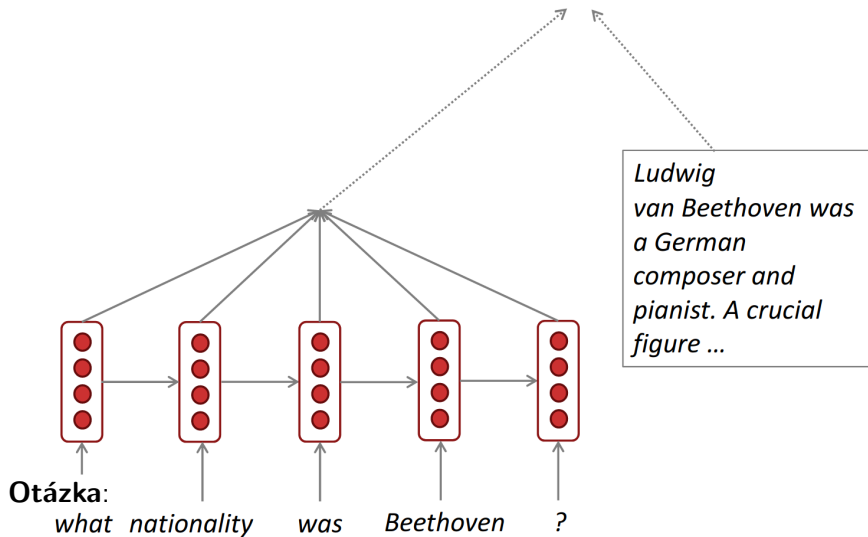 Ludwig
van Beethoven was
a German
composer and
pianist. A crucial
figure ...
Otázka:
what nationality was Beethoven ?